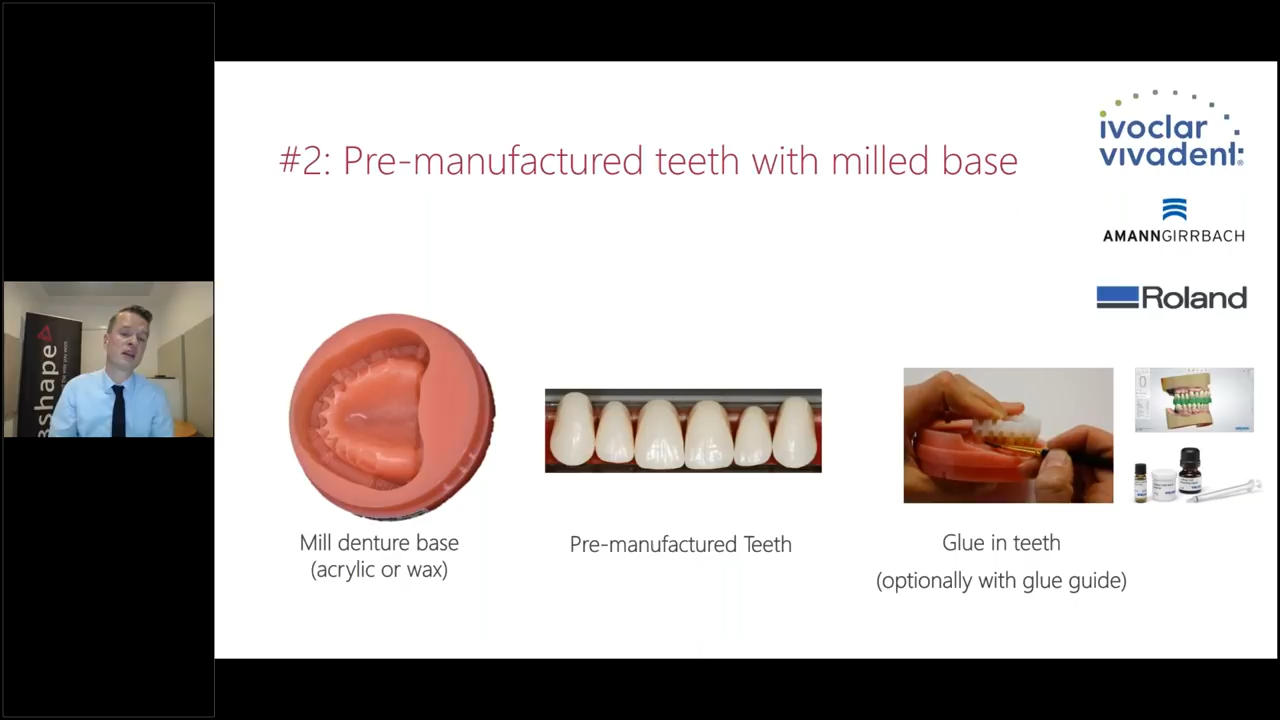 #2: Pre-manufactured teeth with milled base
ivoclar
vivadent
AMANNGIRRBACH
Roland
3shape
Mill denture base
(acrylic or wax)
Pre-manufactured Teeth
Glue in teeth
(optionally with glue guide)